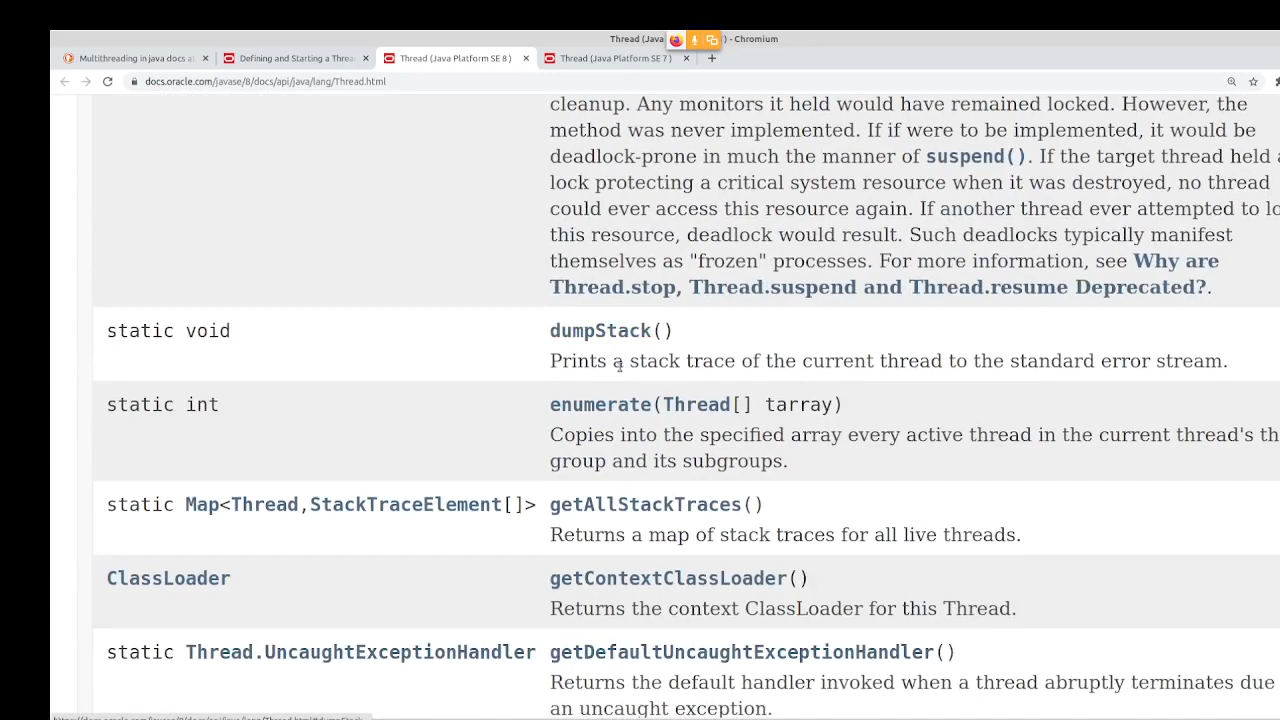 Thread (Java ) - Chromium
Multithreading in java docs at
Defining and Starting a Threa
Thread (Java Platform SE 8 )
Thread (Java Platform SE 7 )
docs.oracle.com/javase/8/docs/api/java/lang/Thread.html
cleanup. Any monitors it held would have remained locked. However, the
method was never implemented. If if were to be implemented, it would be
deadlock-prone in much the manner of suspend(). If the target thread held a
lock protecting a critical system resource when it was destroyed, no thread
could ever access this resource again. If another thread ever attempted to lo
this resource, deadlock would result. Such deadlocks typically manifest
themselves as "frozen" processes. For more information, see Why are
Thread.stop, Thread.suspend and Thread.resume Deprecated?.
static void dumpStack()
Prints a stack trace of the current thread to the standard error stream.
static int enumerate(Thread[] tarray)
Copies into the specified array every active thread in the current thread's th
group and its subgroups.
static Map<Thread,StackTraceElement[]> getAllStackTraces()
Returns a map of stack traces for all live threads.
ClassLoader getContextClassLoader()
Returns the context ClassLoader for this Thread.
static Thread.UncaughtExceptionHandler getDefaultUncaughtExceptionHandler()
Returns the default handler invoked when a thread abruptly terminates due
an uncaught exception.